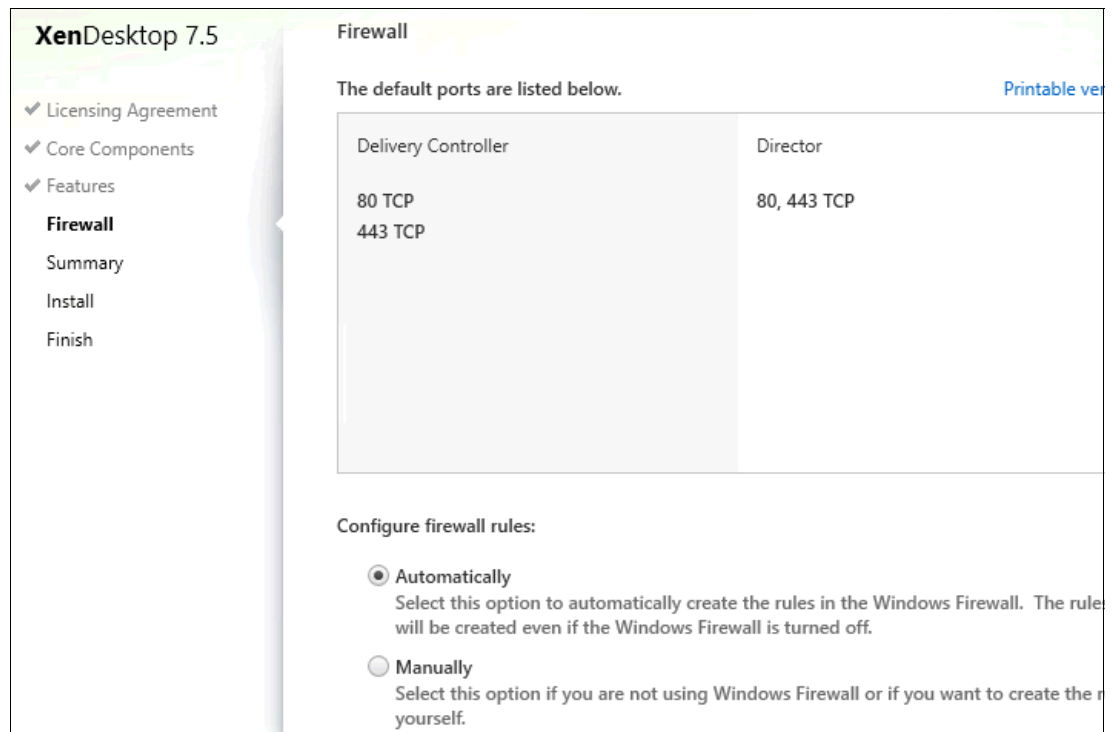 XenDesktop 7.5
Licensing Agreement
Core Components
Features
Firewall
Summary
Install
Finish
Firewall
The default ports are listed below.
Printable ver
Delivery Controller
80 TCP
443 TCP
Director
80, 443 TCP
Configure firewall rules:
Automatically
Select this option to automatically create the rules in the Windows Firewall. The rules
will be created even if the Windows Firewall is turned off.
Manually
Select this option if you are not using Windows Firewall or if you want to create the
yourself.